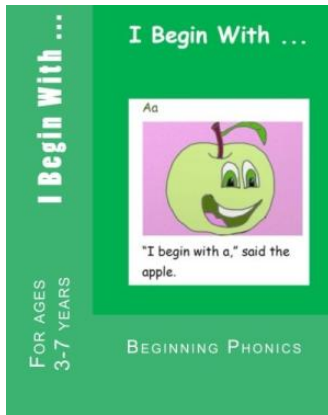 I Begin With ...
FOR AGES
3-7 YEARS
I Begin With ...
Aa
"I begin with a," said the
apple.
BEGINNING PHONICS